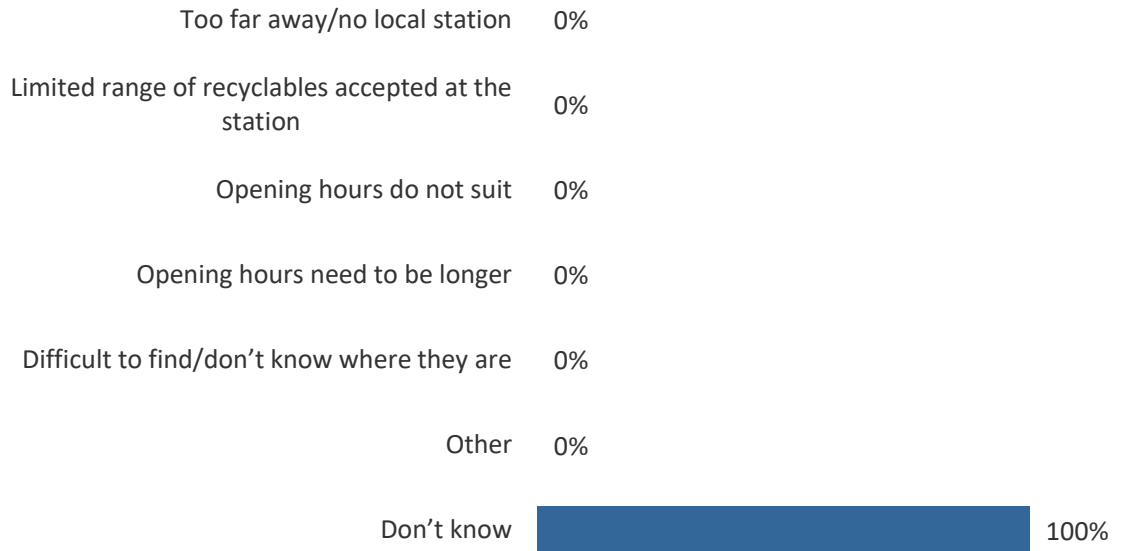 Too far away/no local station 0%
Limited range of recyclables accepted at the
station
0%
Opening hours do not suit 0%
Opening hours need to be longer 0%
Difficult to find/don’t know where they are 0%
Other 0%
Don’t know 100%